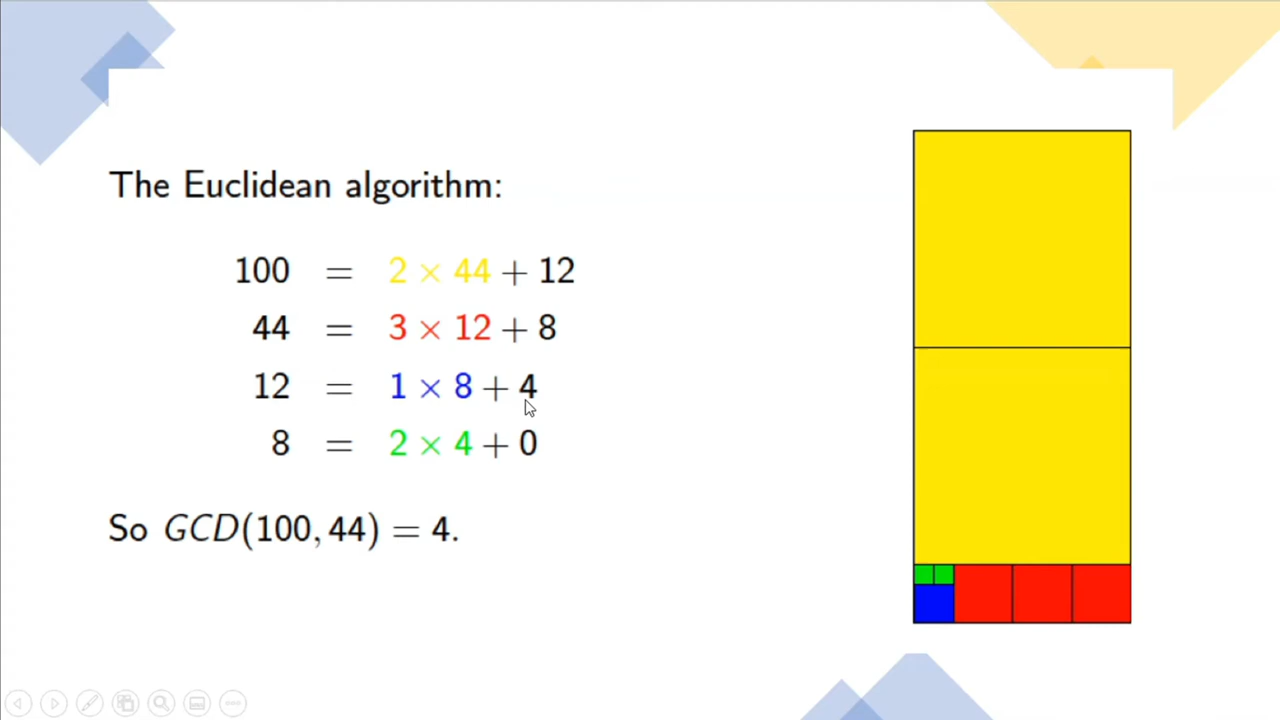 The Euclidean algorithm:
100 = 2 × 44 + 12
44 = 3 × 12 + 8
12 = 1 × 8 + 4
8 = 2 × 4 + 0
So GCD(100, 44) = 4.